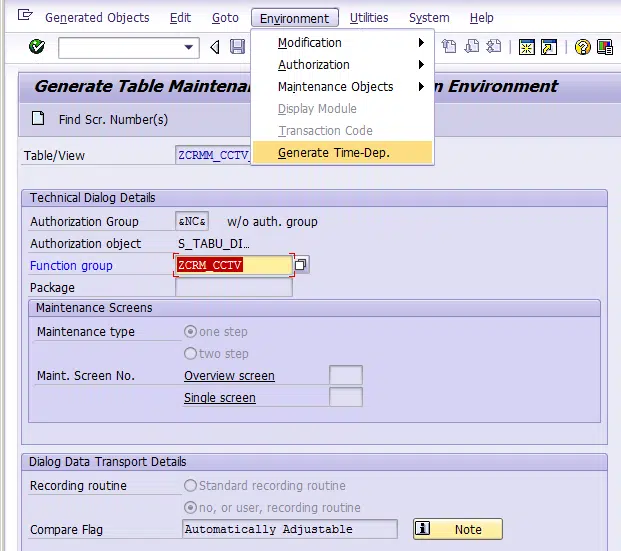 Generated Objects Edit Goto Environment Utilities System Help
Modification
Authorization
Maintenance Objects
Display Module
Transaction Code
Generate Time-Dep.
Generate Table Maintenan n Environment
Find Scr. Number(s)
Table/View ZCRMM_CCTV_
Technical Dialog Details
Authorization Group &NC& w/o auth. group
Authorization object S_TABU_DI...
Function group ZCRM_CCTV
Package
Maintenance Screens
Maintenance type one step
two step
Maint. Screen No. Overview screen
Single screen
Dialog Data Transport Details
Recording routine Standard recording routine
no, or user, recording routine
Compare Flag Automatically Adjustable Note